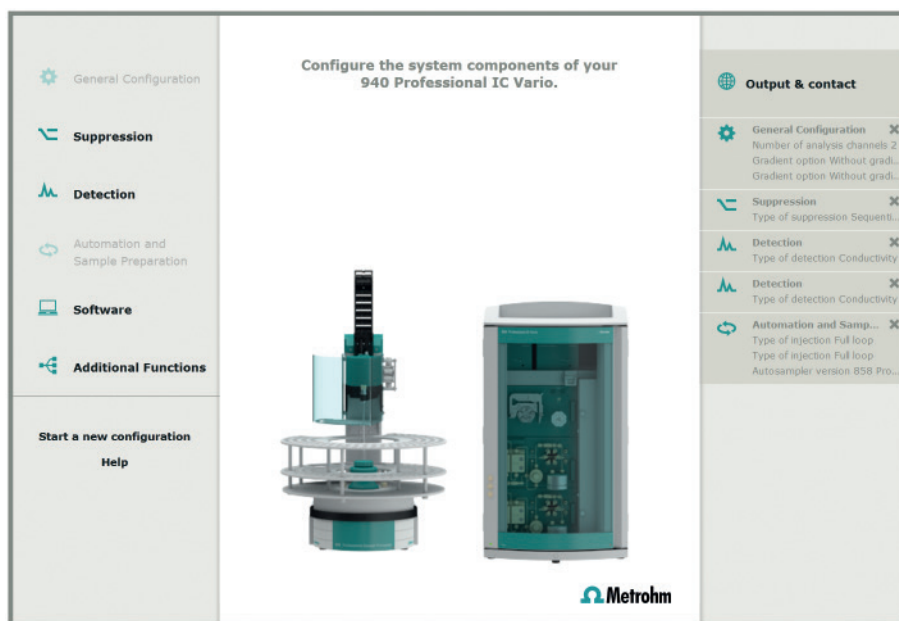 General Configuration
Suppression
Detection
Automation and
Sample Preparation
Software
Additional Functions
Start a new configuration
Help
Configure the system components of your
940 Professional IC Vario.
Metrohm
Output & contact
General Configuration
Number of analysis channels 2
Gradient option Without gradi...
Gradient option Without gradi...
Suppression
Type of suppression Sequenti...
Detection
Type of detection Conductivity
Detection
Type of detection Conductivity
Automation and Samp...
Type of injection Full loop
Type of injection Full loop
Autosampler version 858 Pro...